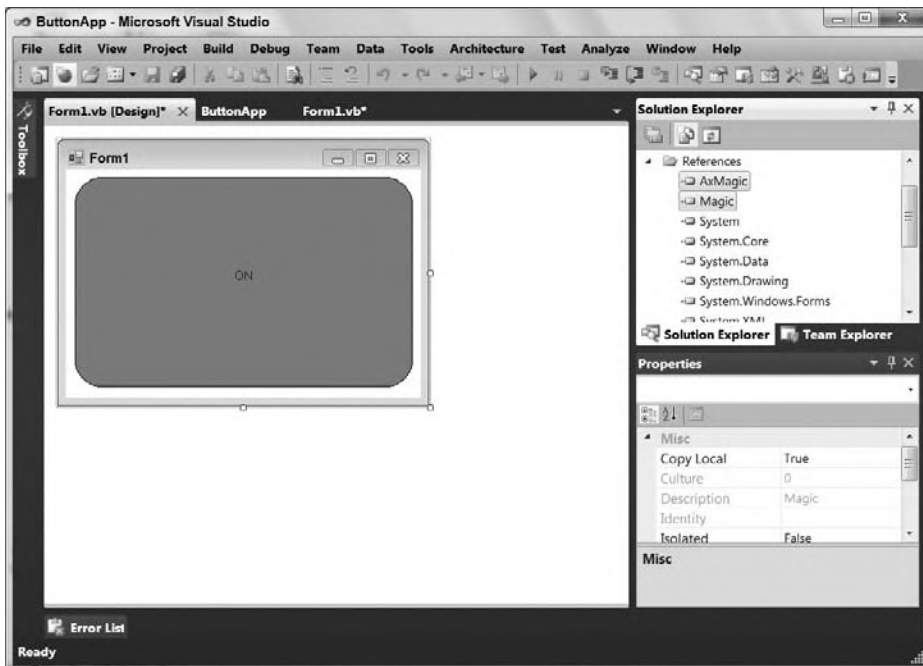 ButtonApp - Microsoft Visual Studio
File Edit View Project Build Debug Team Data Tools Architecture Test Analyze Window Help
Toolbox
Form1.vb [Design]* ButtonApp Form1.vb*
Form1
ON
Solution Explorer
References
AxMagic
Magic
System
System.Core
System.Data
System.Drawing
System.Windows.Forms
System.XML
Solution Explorer Team Explorer
Properties
Misc
Copy Local True
Culture 0
Description Magic
Identity
Isolated False
Misc
Error List
Ready